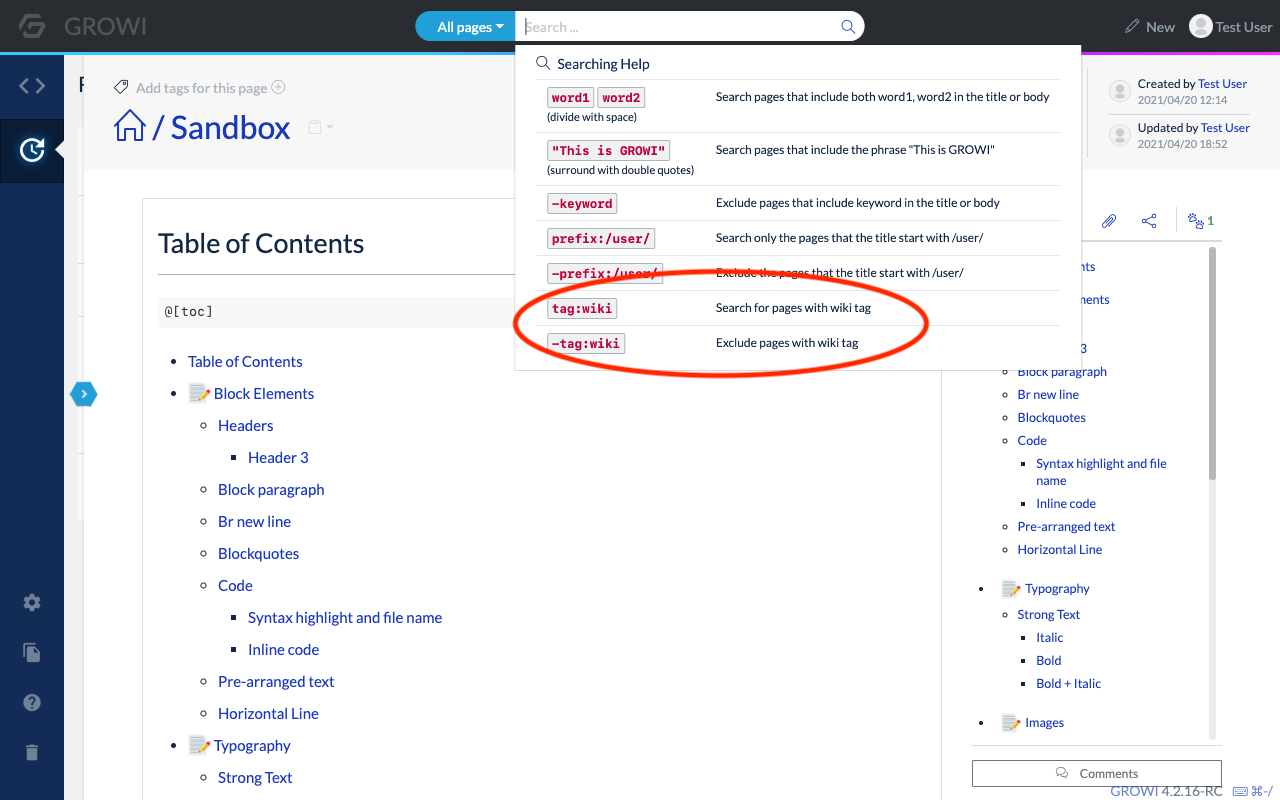 GROWI
All pages
Search ...
New
Test User
Searching Help
word1 word2
(divide with space)
Search pages that include both word1, word2 in the title or body
"This is GROWI"
(surround with double quotes)
Search pages that include the phrase "This is GROWI"
-keyword
Exclude pages that include keyword in the title or body
prefix:/user/
Search only the pages that the title start with /user/
-prefix:/user/
Exclude the pages that the title start with /user/
tag:wiki
Search for pages with wiki tag
-tag:wiki
Exclude pages with wiki tag
Add tags for this page
/ Sandbox
Created by Test User
2021/04/20 12:14
Updated by Test User
2021/04/20 18:52
1
Table of Contents
@[toc]
Table of Contents
Block Elements
Headers
Header 3
Block paragraph
Br new line
Blockquotes
Code
Syntax highlight and file name
Inline code
Pre-arranged text
Horizontal Line
Typography
Strong Text
nts
ments
3
Block paragraph
Br new line
Blockquotes
Code
Syntax highlight and file
name
Inline code
Pre-arranged text
Horizontal Line
Typography
Strong Text
Italic
Bold
Bold + Italic
Images
Comments
GROWI 4.2.16-RC ⌘-/